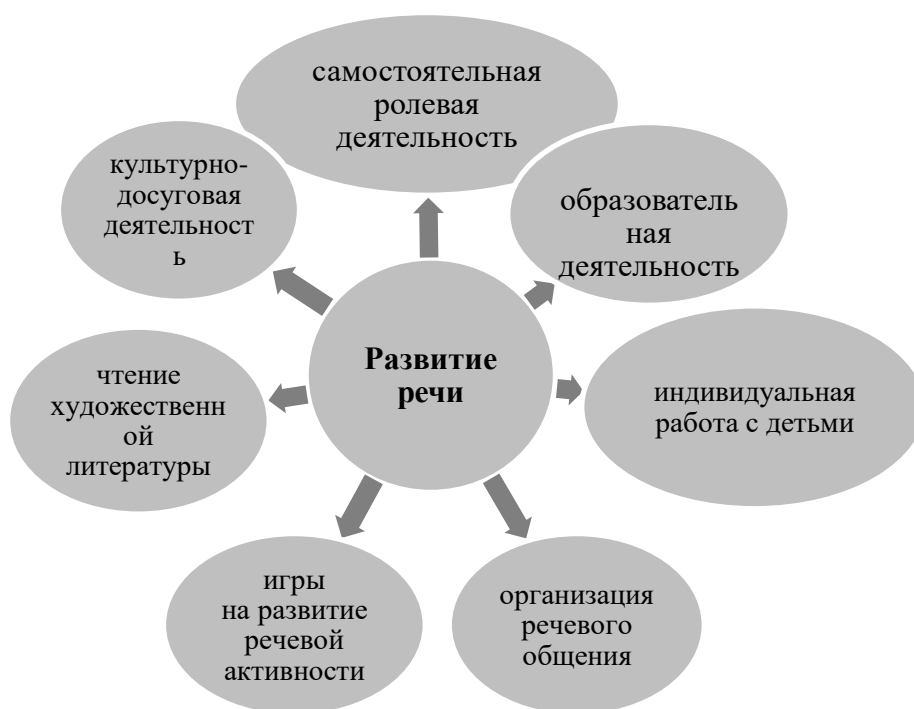 самостоятельная
ролевая
деятельность
культурно-
досуговая
деятельност
ь
образователь
ная
деятельность
Развитие
речи
чтение
художественн
ой
литературы
индивидуальная
работа с детьми
игры
на развитие
речевой
активности
организация
речевого
общения